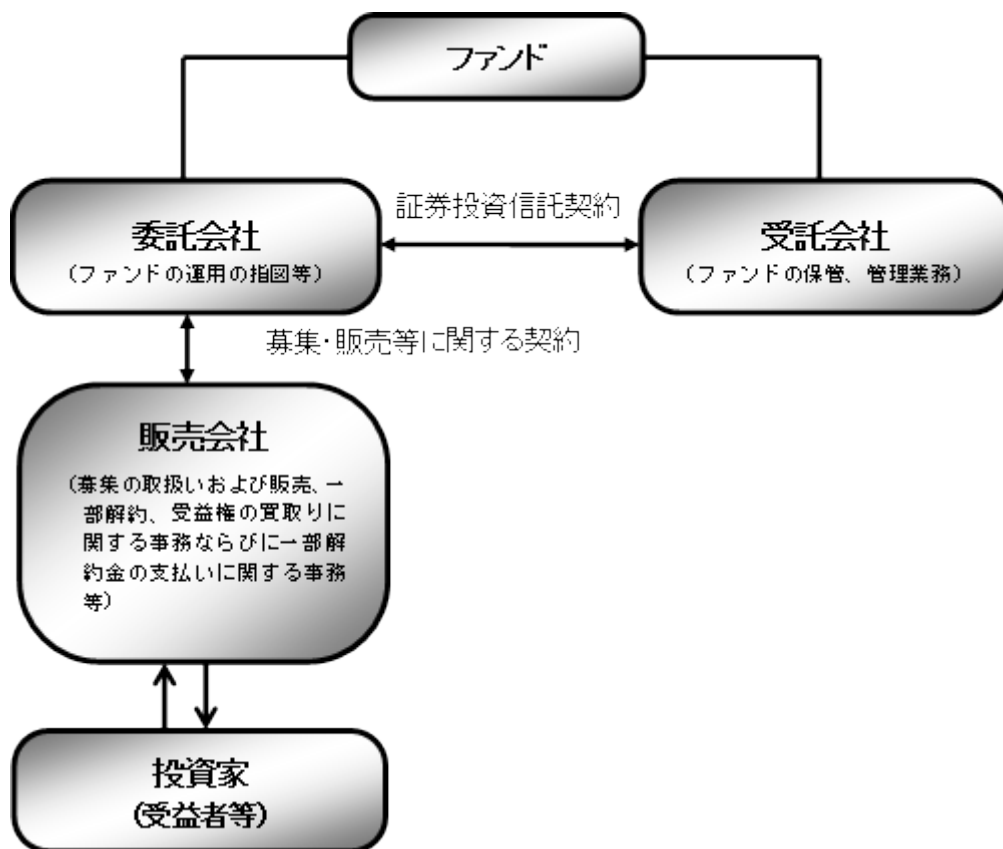 ファンド
委託会社
（ファンドの運用の指図等）
証券投資信託契約
受託会社
（ファンドの保管、管理業務）
募集・販売等に関する契約
販売会社
（募集の取扱いおよび販売、一
部解約、受益権の買取りに
関する事務ならびに一部解
約金の支払いに関する事務
等）
投資家
(受益者等)